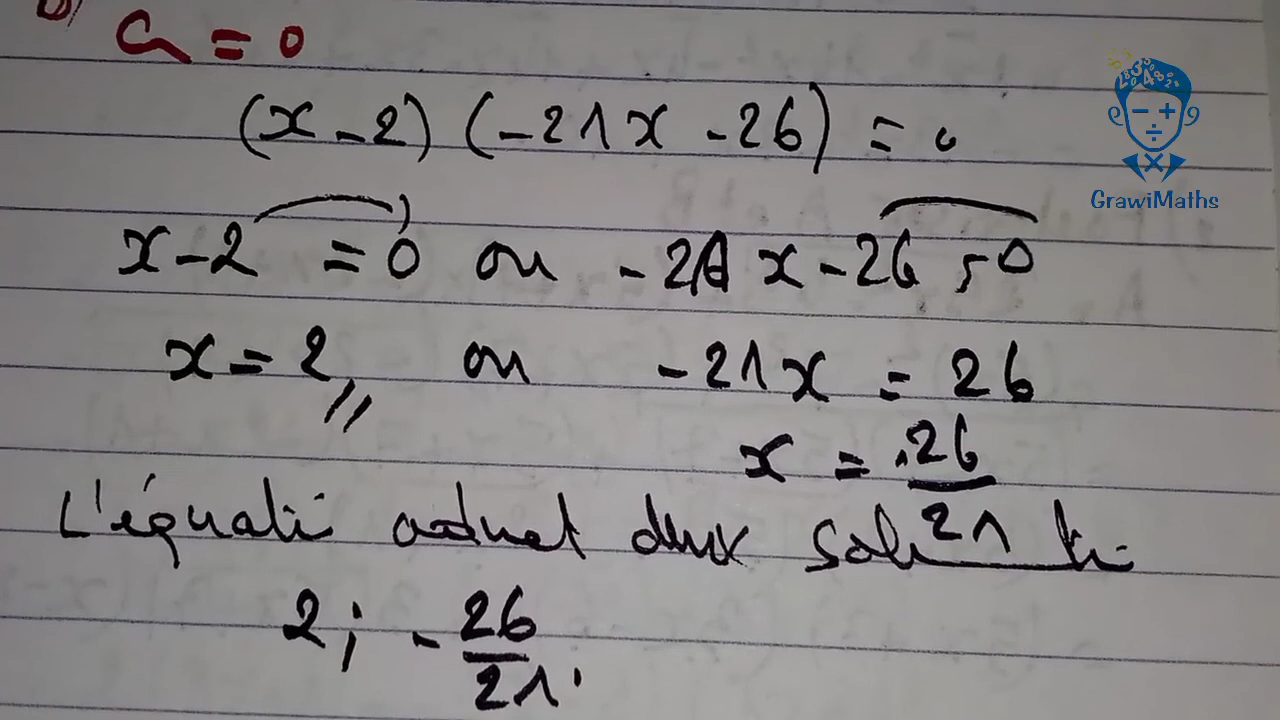 b)
G = 0
(x - 2) (-21x - 26) = 0
x - 2 = 0 ou -21x - 26 = 0
x = 2 ou -21x = 26
x = -26/21
L'équati admet deux soluti
2 ; -26/21
GrawiMaths